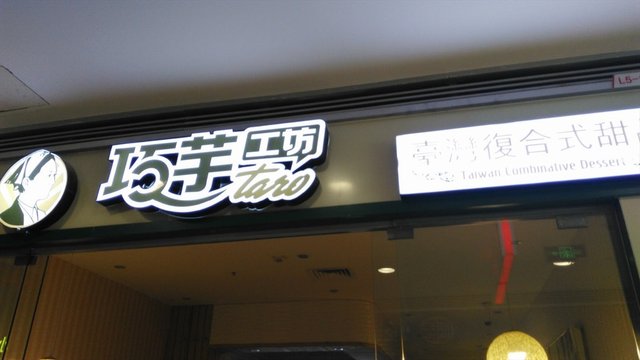 巧芋工坊
taro
臺灣復合式甜
Taiwan Combinative Dessert